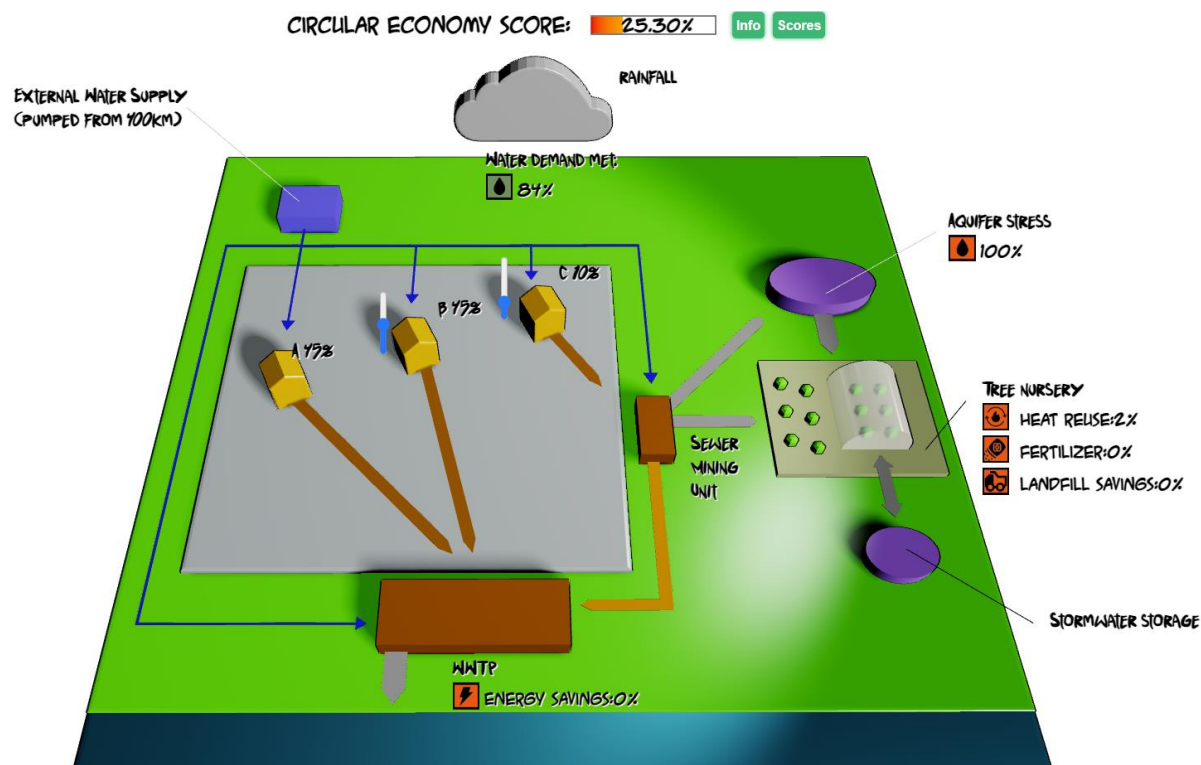 CIRCULAR ECONOMY SCORE: 25.30% Info Scores
RAINFALL
EXTERNAL WATER SUPPLY
(PUMPED FROM 400KM)
WATER DEMAND MET:
84%
AQUIFER STRESS
100%
C 10%
B 45%
A 45%
TREE NURSERY
HEAT REUSE:2%
FERTILIZER:0%
LANDFILL SAVINGS:0%
SEWER
MINING
UNIT
STORMWATER STORAGE
WWTP
ENERGY SAVINGS:0%